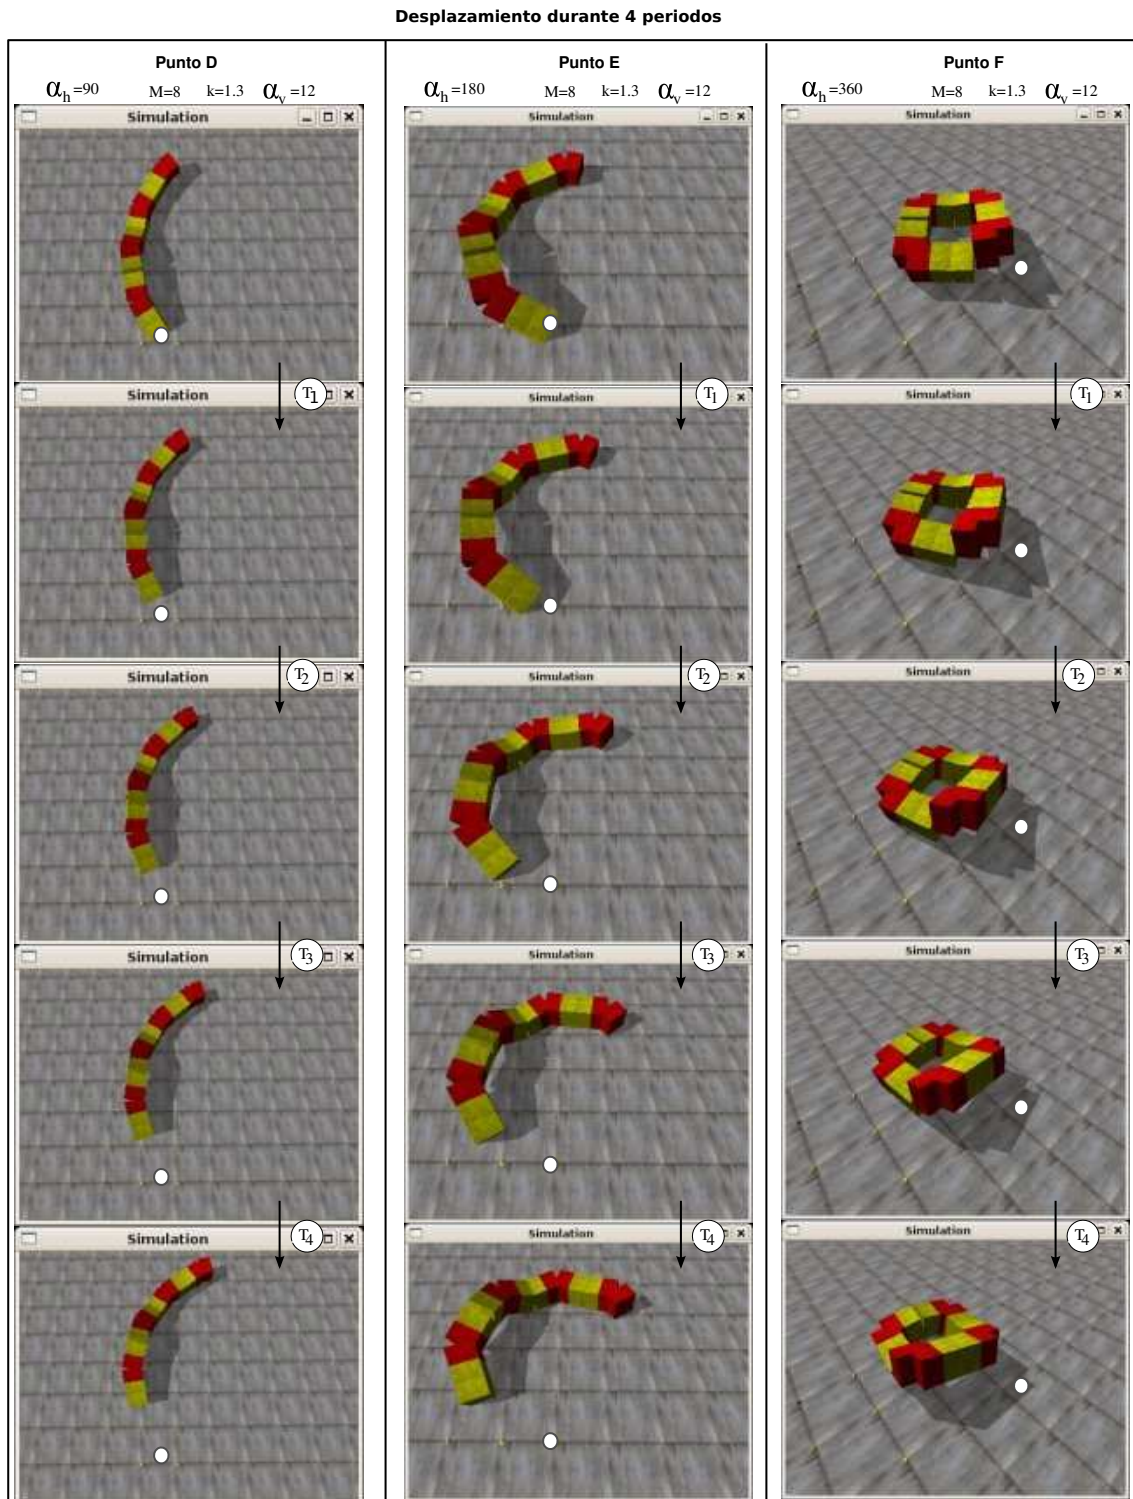 Desplazamiento durante 4 periodos
Punto D
αh=90 M=8 k=1.3 αv=12
Punto E
αh=180 M=8 k=1.3 αv=12
Punto F
αh=360 M=8 k=1.3 αv=12
Simulation
Simulation
Simulation
T1
T1
T1
Simulation
Simulation
Simulation
T2
T2
T2
Simulation
Simulation
Simulation
T3
T3
T3
Simulation
Simulation
Simulation
T4
T4
T4
Simulation
Simulation
Simulation